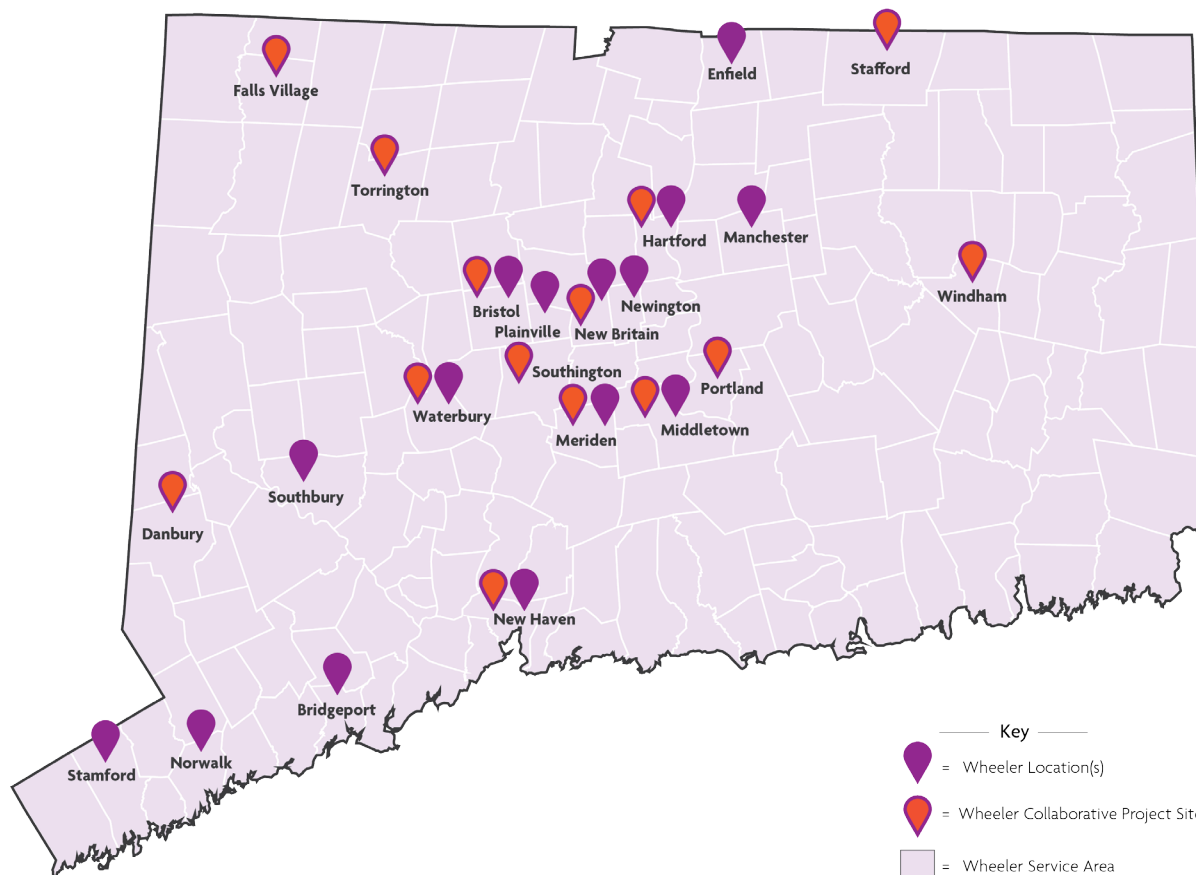 Enfield
Stafford
Falls Village
Torrington
Hartford
Manchester
Windham
Bristol
Newington
Plainville
New Britain
Southington
Portland
Waterbury
Middletown
Meriden
Southbury
Danbury
New Haven
Bridgeport
Norwalk
Stamford
Key
= Wheeler Location(s)
= Wheeler Collaborative Project Site
= Wheeler Service Area